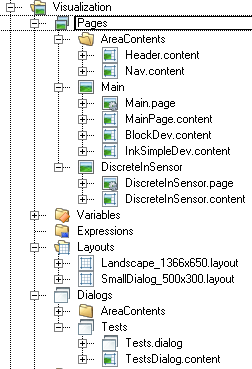 Visualization
Pages
AreaContents
Header.content
Nav.content
Main
Main.page
MainPage.content
BlockDev.content
InkSimpleDev.content
DiscreteInSensor
DiscreteInSensor.page
DiscreteInSensor.content
Variables
Expressions
Layouts
Landscape_1366x650.layout
SmallDialog_500x300.layout
Dialogs
AreaContents
Tests
Tests.dialog
TestsDialog.content